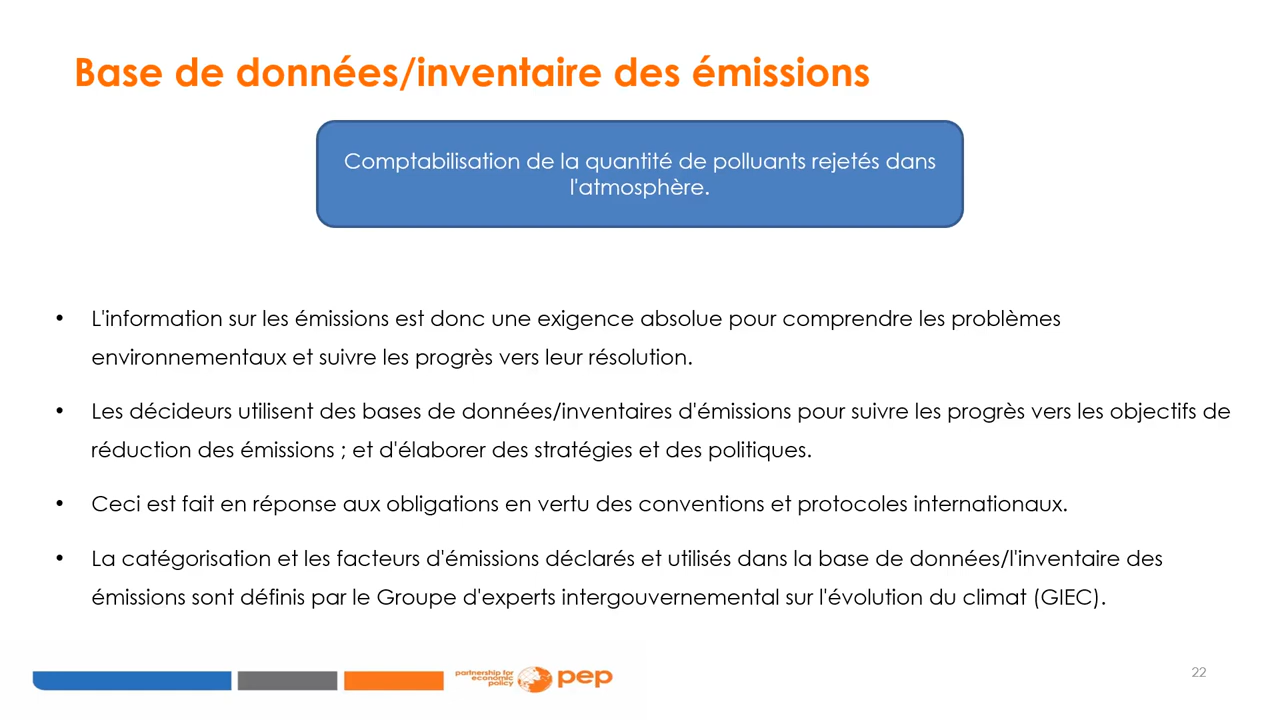 Base de données/inventaire des émissions
Comptabilisation de la quantité de polluants rejetés dans
l'atmosphère.
• L'information sur les émissions est donc une exigence absolue pour comprendre les problèmes
environnementaux et suivre les progrès vers leur résolution.
• Les décideurs utilisent des bases de données/inventaires d'émissions pour suivre les progrès vers les objectifs de
réduction des émissions ; et d'élaborer des stratégies et des politiques.
• Ceci est fait en réponse aux obligations en vertu des conventions et protocoles internationaux.
• La catégorisation et les facteurs d'émissions déclarés et utilisés dans la base de données/l'inventaire des
émissions sont définis par le Groupe d'experts intergouvernemental sur l'évolution du climat (GIEC).
partnership for
economic
policy
pep
22